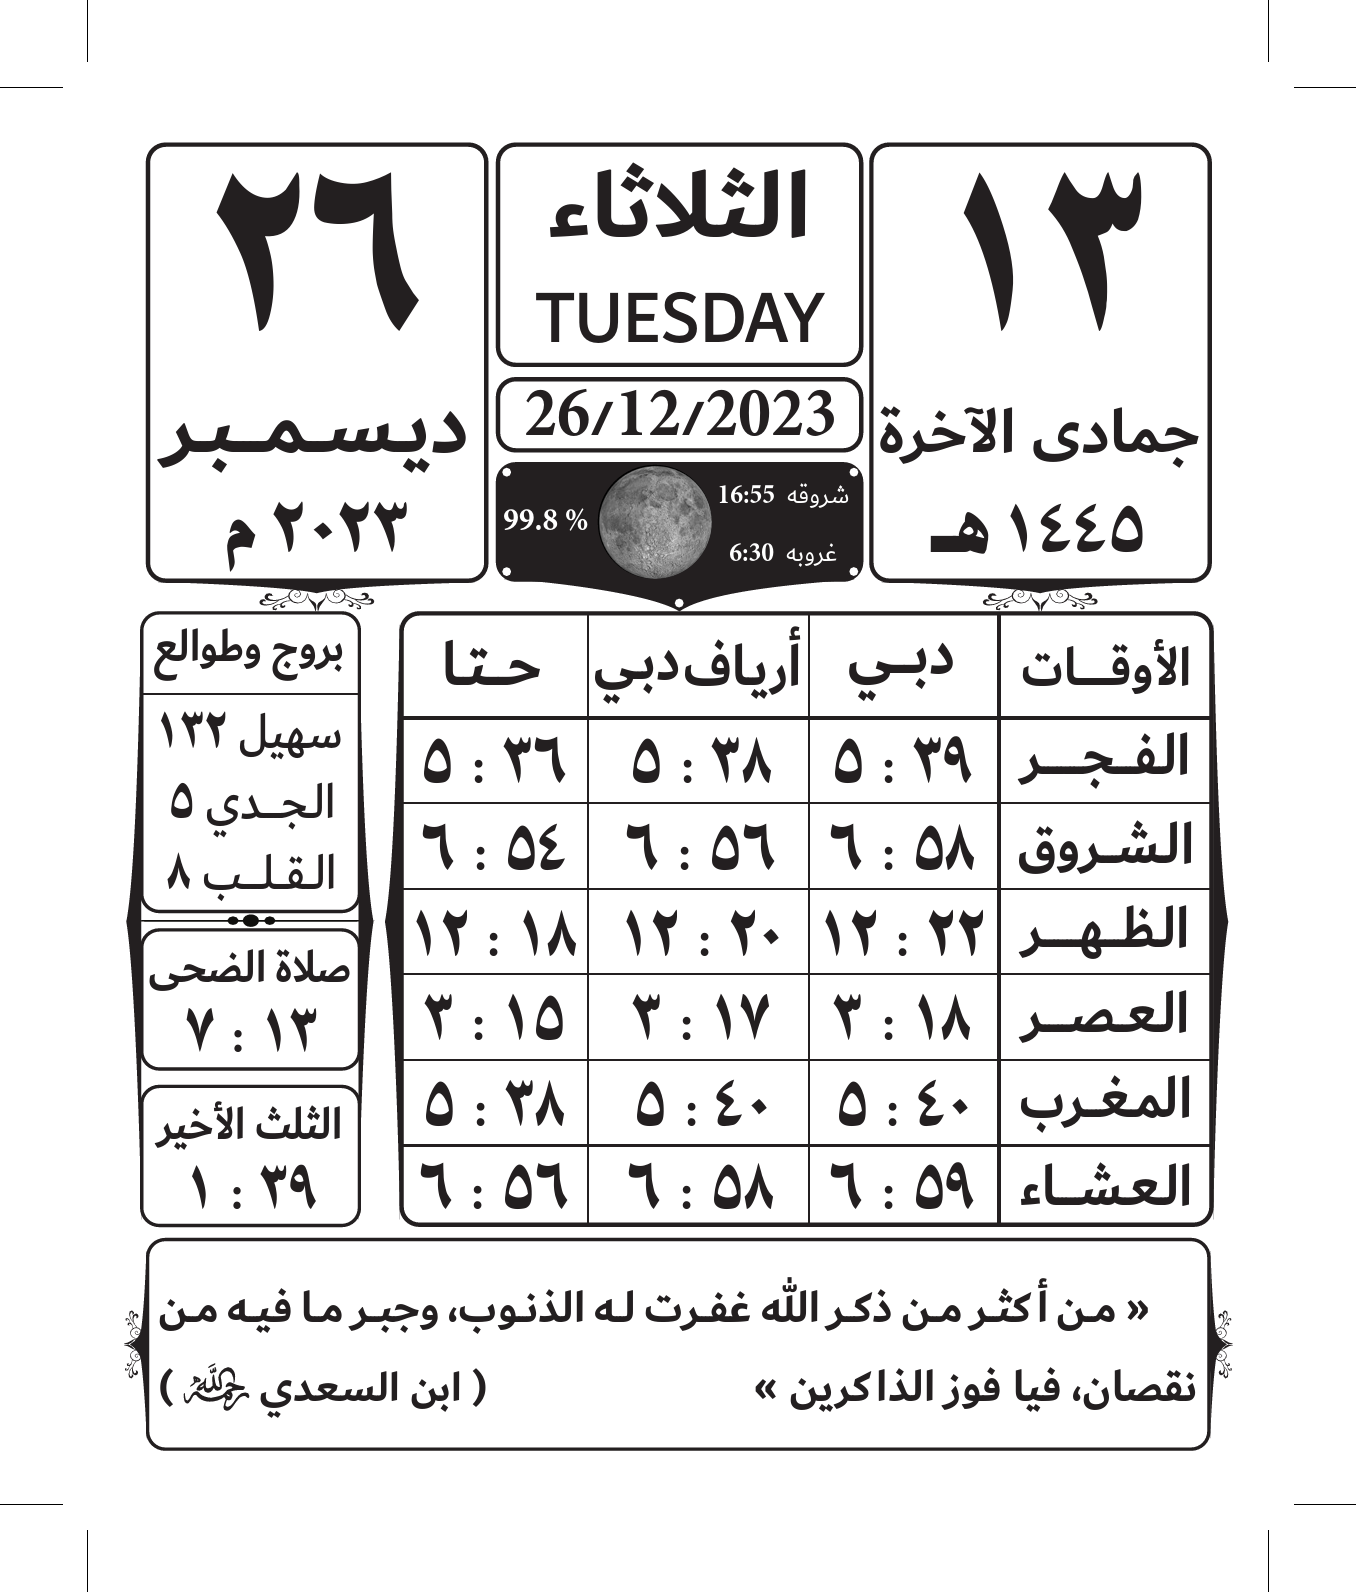 ١٣
جمادى الآخرة
١٤٤٥ هـ
الثلاثاء
TUESDAY
26/12/2023
شروقه 16:55
غروبه 6:30
99.8 %
٢٦
ديسمبر
٢٠٢٣ م
الأوقات دبي أرياف دبي حتا
الفجر ٥ : ٣٩ ٥ : ٣٨ ٥ : ٣٦
الشروق ٦ : ٥٨ ٦ : ٥٦ ٦ : ٥٤
الظهر ١٢ : ٢٢ ١٢ : ٢٠ ١٢ : ١٨
العصر ٣ : ١٨ ٣ : ١٧ ٣ : ١٥
المغرب ٥ : ٤٠ ٥ : ٤٠ ٥ : ٣٨
العشاء ٦ : ٥٩ ٦ : ٥٨ ٦ : ٥٦
بروج وطوالع
سهيل ١٣٢
الجدي ٥
القلب ٨
صلاة الضحى
٧ : ١٣
الثلث الأخير
١ : ٣٩
« من أكثر من ذكر الله غفرت له الذنوب، وجبر ما فيه من
نقصان، فيا فوز الذاكرين » ( ابن السعدي رحمه الله )